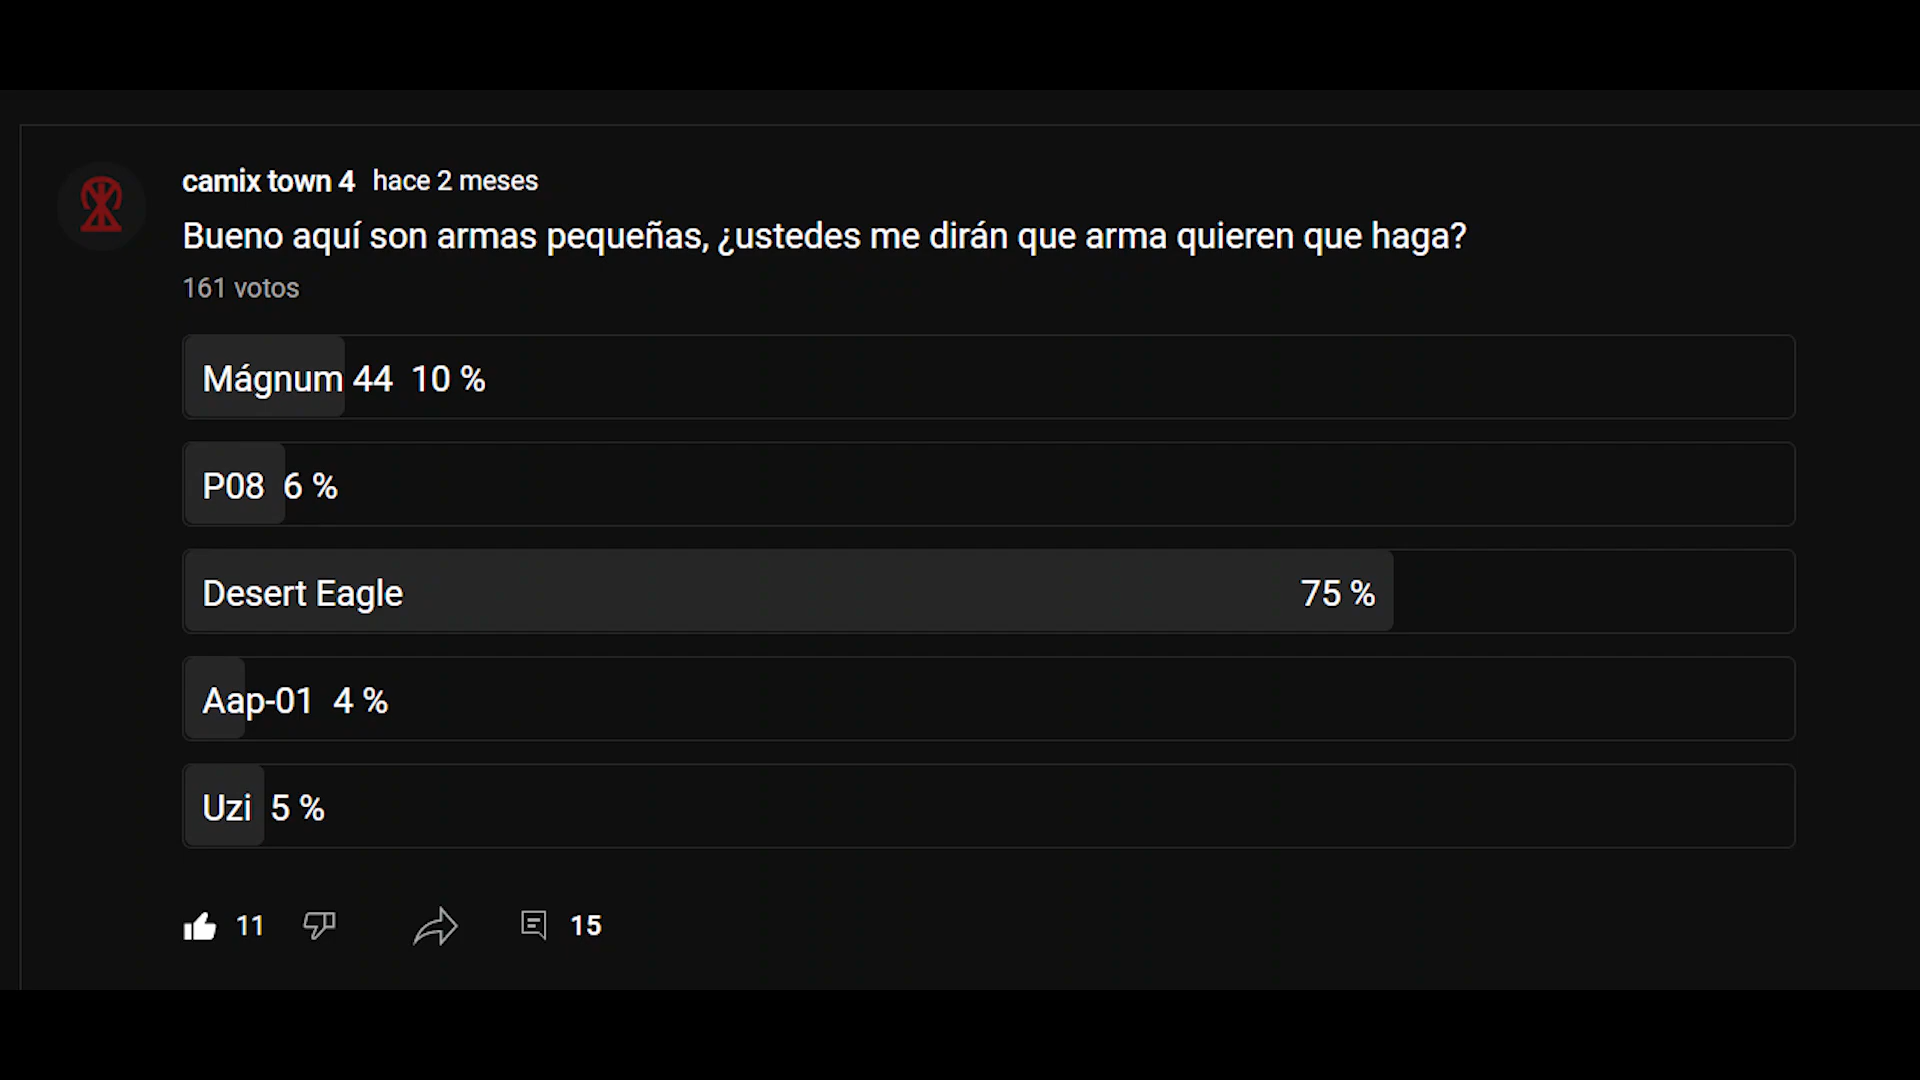 camix town 4 hace 2 meses
Bueno aquí son armas pequeñas, ¿ustedes me dirán que arma quieren que haga?
161 votos
Mágnum 44 10 %
P08 6 %
Desert Eagle 75 %
Aap-01 4 %
Uzi 5 %
11 15